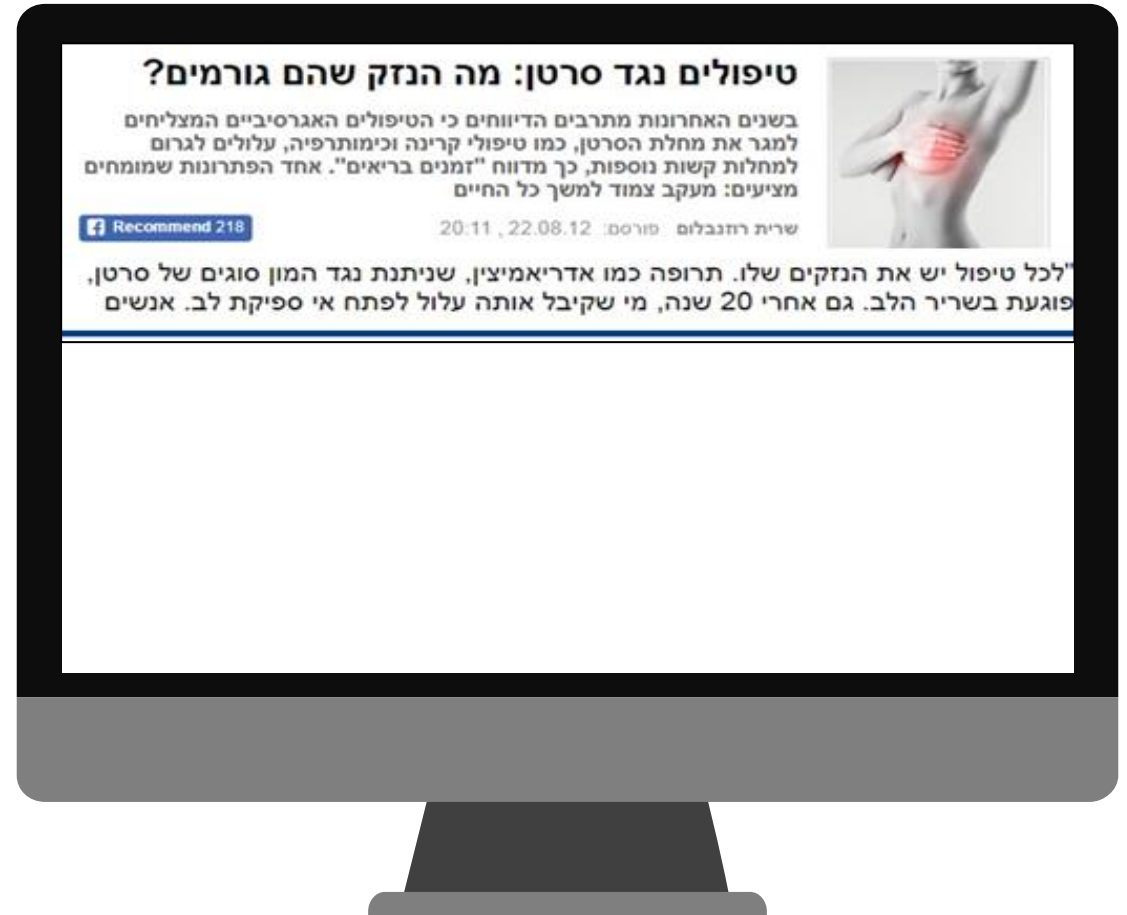 טיפולים נגד סרטן: מה הנזק שהם גורמים?
בשנים האחרונות מתרבים הדיווחים כי הטיפולים האגרסיביים המצליחים
למגר את מחלת הסרטן, כמו טיפולי קרינה וכימותרפיה, עלולים לגרום
למחלות קשות נוספות, כך מדווח "זמנים בריאים". אחד הפתרונות שמומחים
מציעים: מעקב צמוד למשך כל החיים
שרית רוזנבלום פורסם: 22.08.12 , 20:11
Recommend 218
"לכל טיפול יש את הנזקים שלו. תרופה כמו אדריאמיצין, שניתנת נגד המון סוגים של סרטן,
פוגעת בשריר הלב. גם אחרי 20 שנה, מי שקיבל אותה עלול לפתח אי ספיקת לב. אנשים